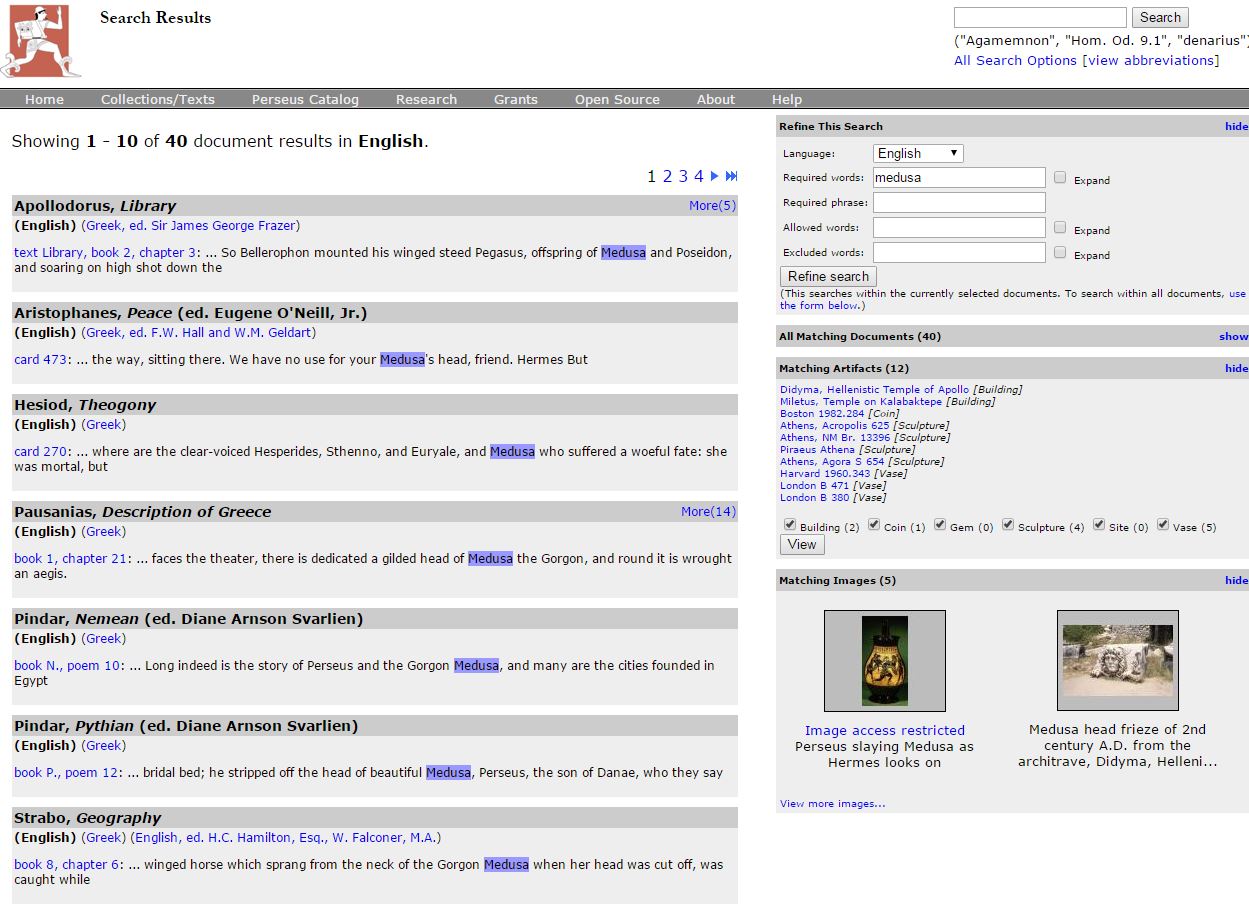 Search Results
Search
("Agamemnon", "Hom. Od. 9.1", "denarius")
All Search Options [view abbreviations]
Home Collections/Texts Perseus Catalog Research Grants Open Source About Help
Showing 1 - 10 of 40 document results in English.
1 2 3 4
Apollodorus, Library More(5)
(English) (Greek, ed. Sir James George Frazer)
text Library, book 2, chapter 3: ... So Bellerophon mounted his winged steed Pegasus, offspring of Medusa and Poseidon,
and soaring on high shot down the
Aristophanes, Peace (ed. Eugene O'Neill, Jr.)
(English) (Greek, ed. F.W. Hall and W.M. Geldart)
card 473: ... the way, sitting there. We have no use for your Medusa's head, friend. Hermes But
Hesiod, Theogony
(English) (Greek)
card 270: ... where are the clear-voiced Hesperides, Sthenno, and Euryale, and Medusa who suffered a woeful fate: she
was mortal, but
Pausanias, Description of Greece More(14)
(English) (Greek)
book 1, chapter 21: ... faces the theater, there is dedicated a gilded head of Medusa the Gorgon, and round it is wrought
an aegis.
Pindar, Nemean (ed. Diane Arnson Svarlien)
(English) (Greek)
book N., poem 10: ... Long indeed is the story of Perseus and the Gorgon Medusa, and many are the cities founded in
Egypt
Pindar, Pythian (ed. Diane Arnson Svarlien)
(English) (Greek)
book P., poem 12: ... bridal bed; he stripped off the head of beautiful Medusa, Perseus, the son of Danae, who they say
Strabo, Geography
(English) (Greek) (English, ed. H.C. Hamilton, Esq., W. Falconer, M.A.)
book 8, chapter 6: ... winged horse which sprang from the neck of the Gorgon Medusa when her head was cut off, was
caught while
Refine This Search hide
Language: English
Required words: medusa Expand
Required phrase:
Allowed words: Expand
Excluded words: Expand
Refine search
(This searches within the currently selected documents. To search within all documents, use
the form below.)
All Matching Documents (40) show
Matching Artifacts (12) hide
Didyma, Hellenistic Temple of Apollo [Building]
Miletus, Temple on Kalabaktepe [Building]
Boston 1982.284 [Coin]
Athens, Acropolis 625 [Sculpture]
Athens, NM Br. 13396 [Sculpture]
Piraeus Athena [Sculpture]
Athens, Agora S 654 [Sculpture]
Harvard 1960.343 [Vase]
London B 471 [Vase]
London B 380 [Vase]
Building (2) Coin (1) Gem (0) Sculpture (4) Site (0) Vase (5)
View
Matching Images (5) hide
Image access restricted
Perseus slaying Medusa as
Hermes looks on
Medusa head frieze of 2nd
century A.D. from the
architrave, Didyma, Helleni...
View more images...